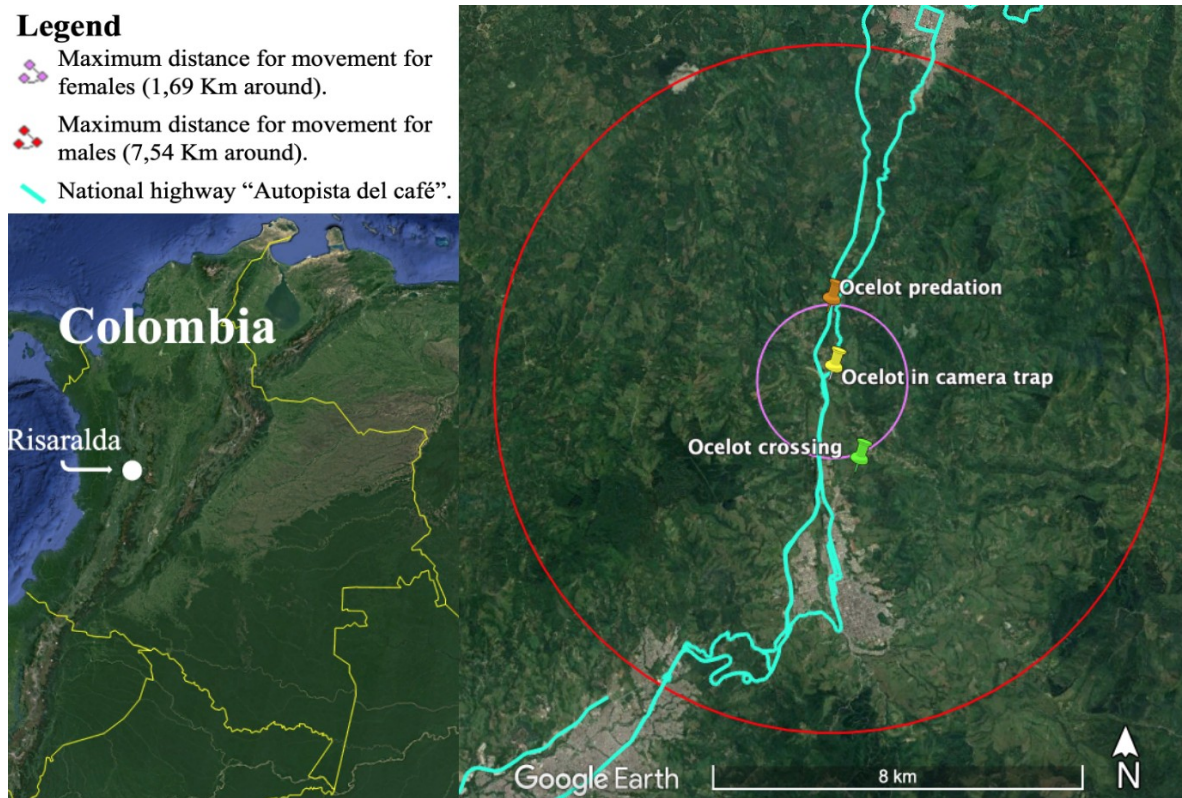 Legend
Maximum distance for movement for
females (1,69 Km around).
Maximum distance for movement for
males (7,54 Km around).
National highway “Autopista del café”.
Colombia
Risaralda
Ocelot predation
Ocelot in camera trap
Ocelot crossing
Google Earth
8 km
N